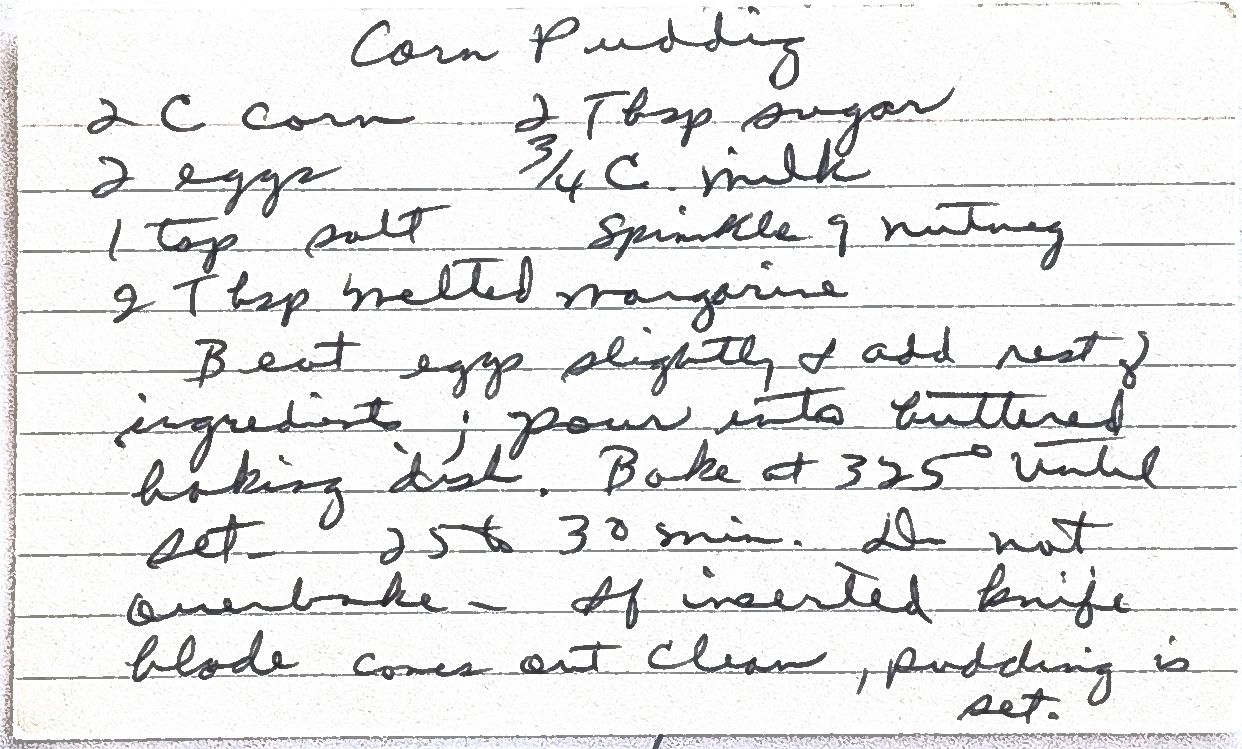 Corn Pudding
2 C corn 2 Tbsp sugar
2 eggs 3/4 C. milk
1 tsp salt Sprinkle of nutmeg
2 Tbsp melted margarine
Beat eggs slightly & add rest of
ingredients; pour into buttered
baking dish. Bake at 325° until
set - 25 to 30 min. Do not
overbake - If inserted knife
blade comes out clean, pudding is
set.